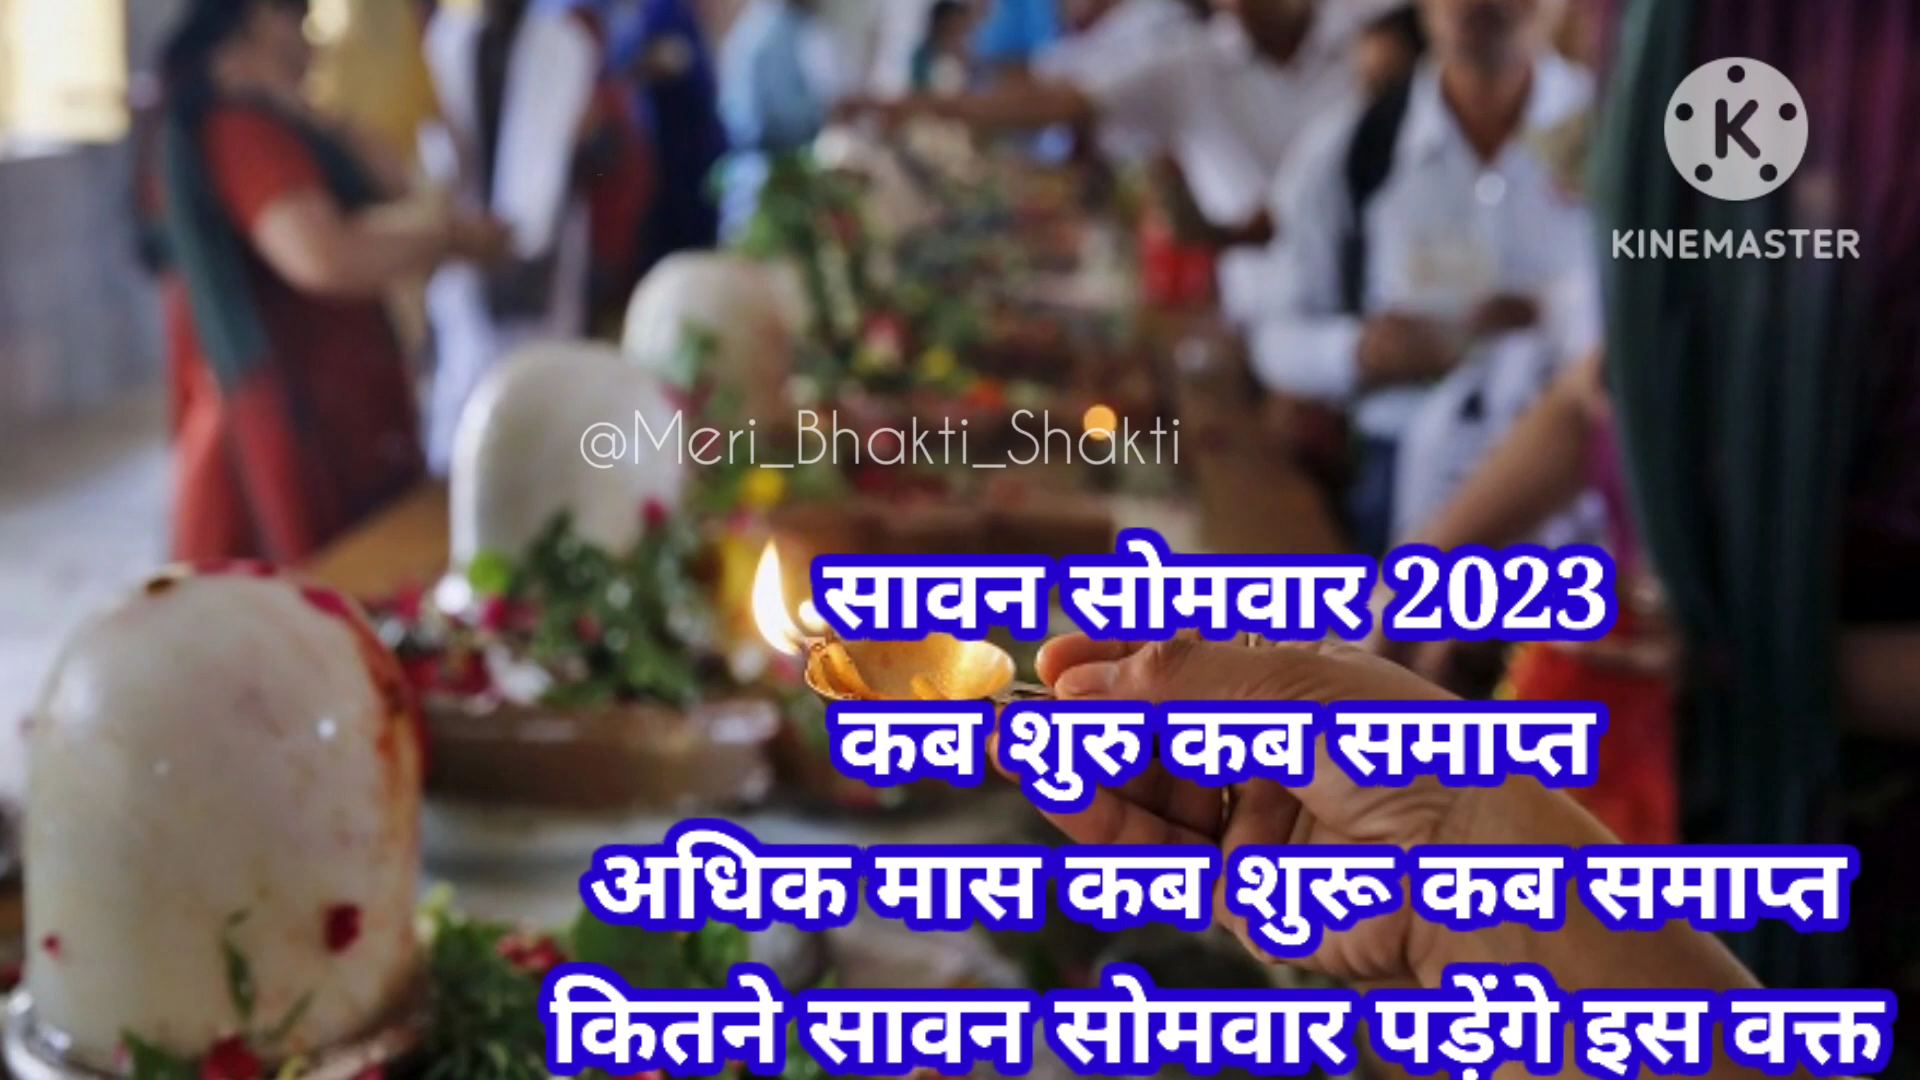 KINEMASTER
@Meri_Bhakti_Shakti
सावन सोमवार 2023
कब शुरु कब समाप्त
अधिक मास कब शुरू कब समाप्त
कितने सावन सोमवार पड़ेंगे इस वक्त